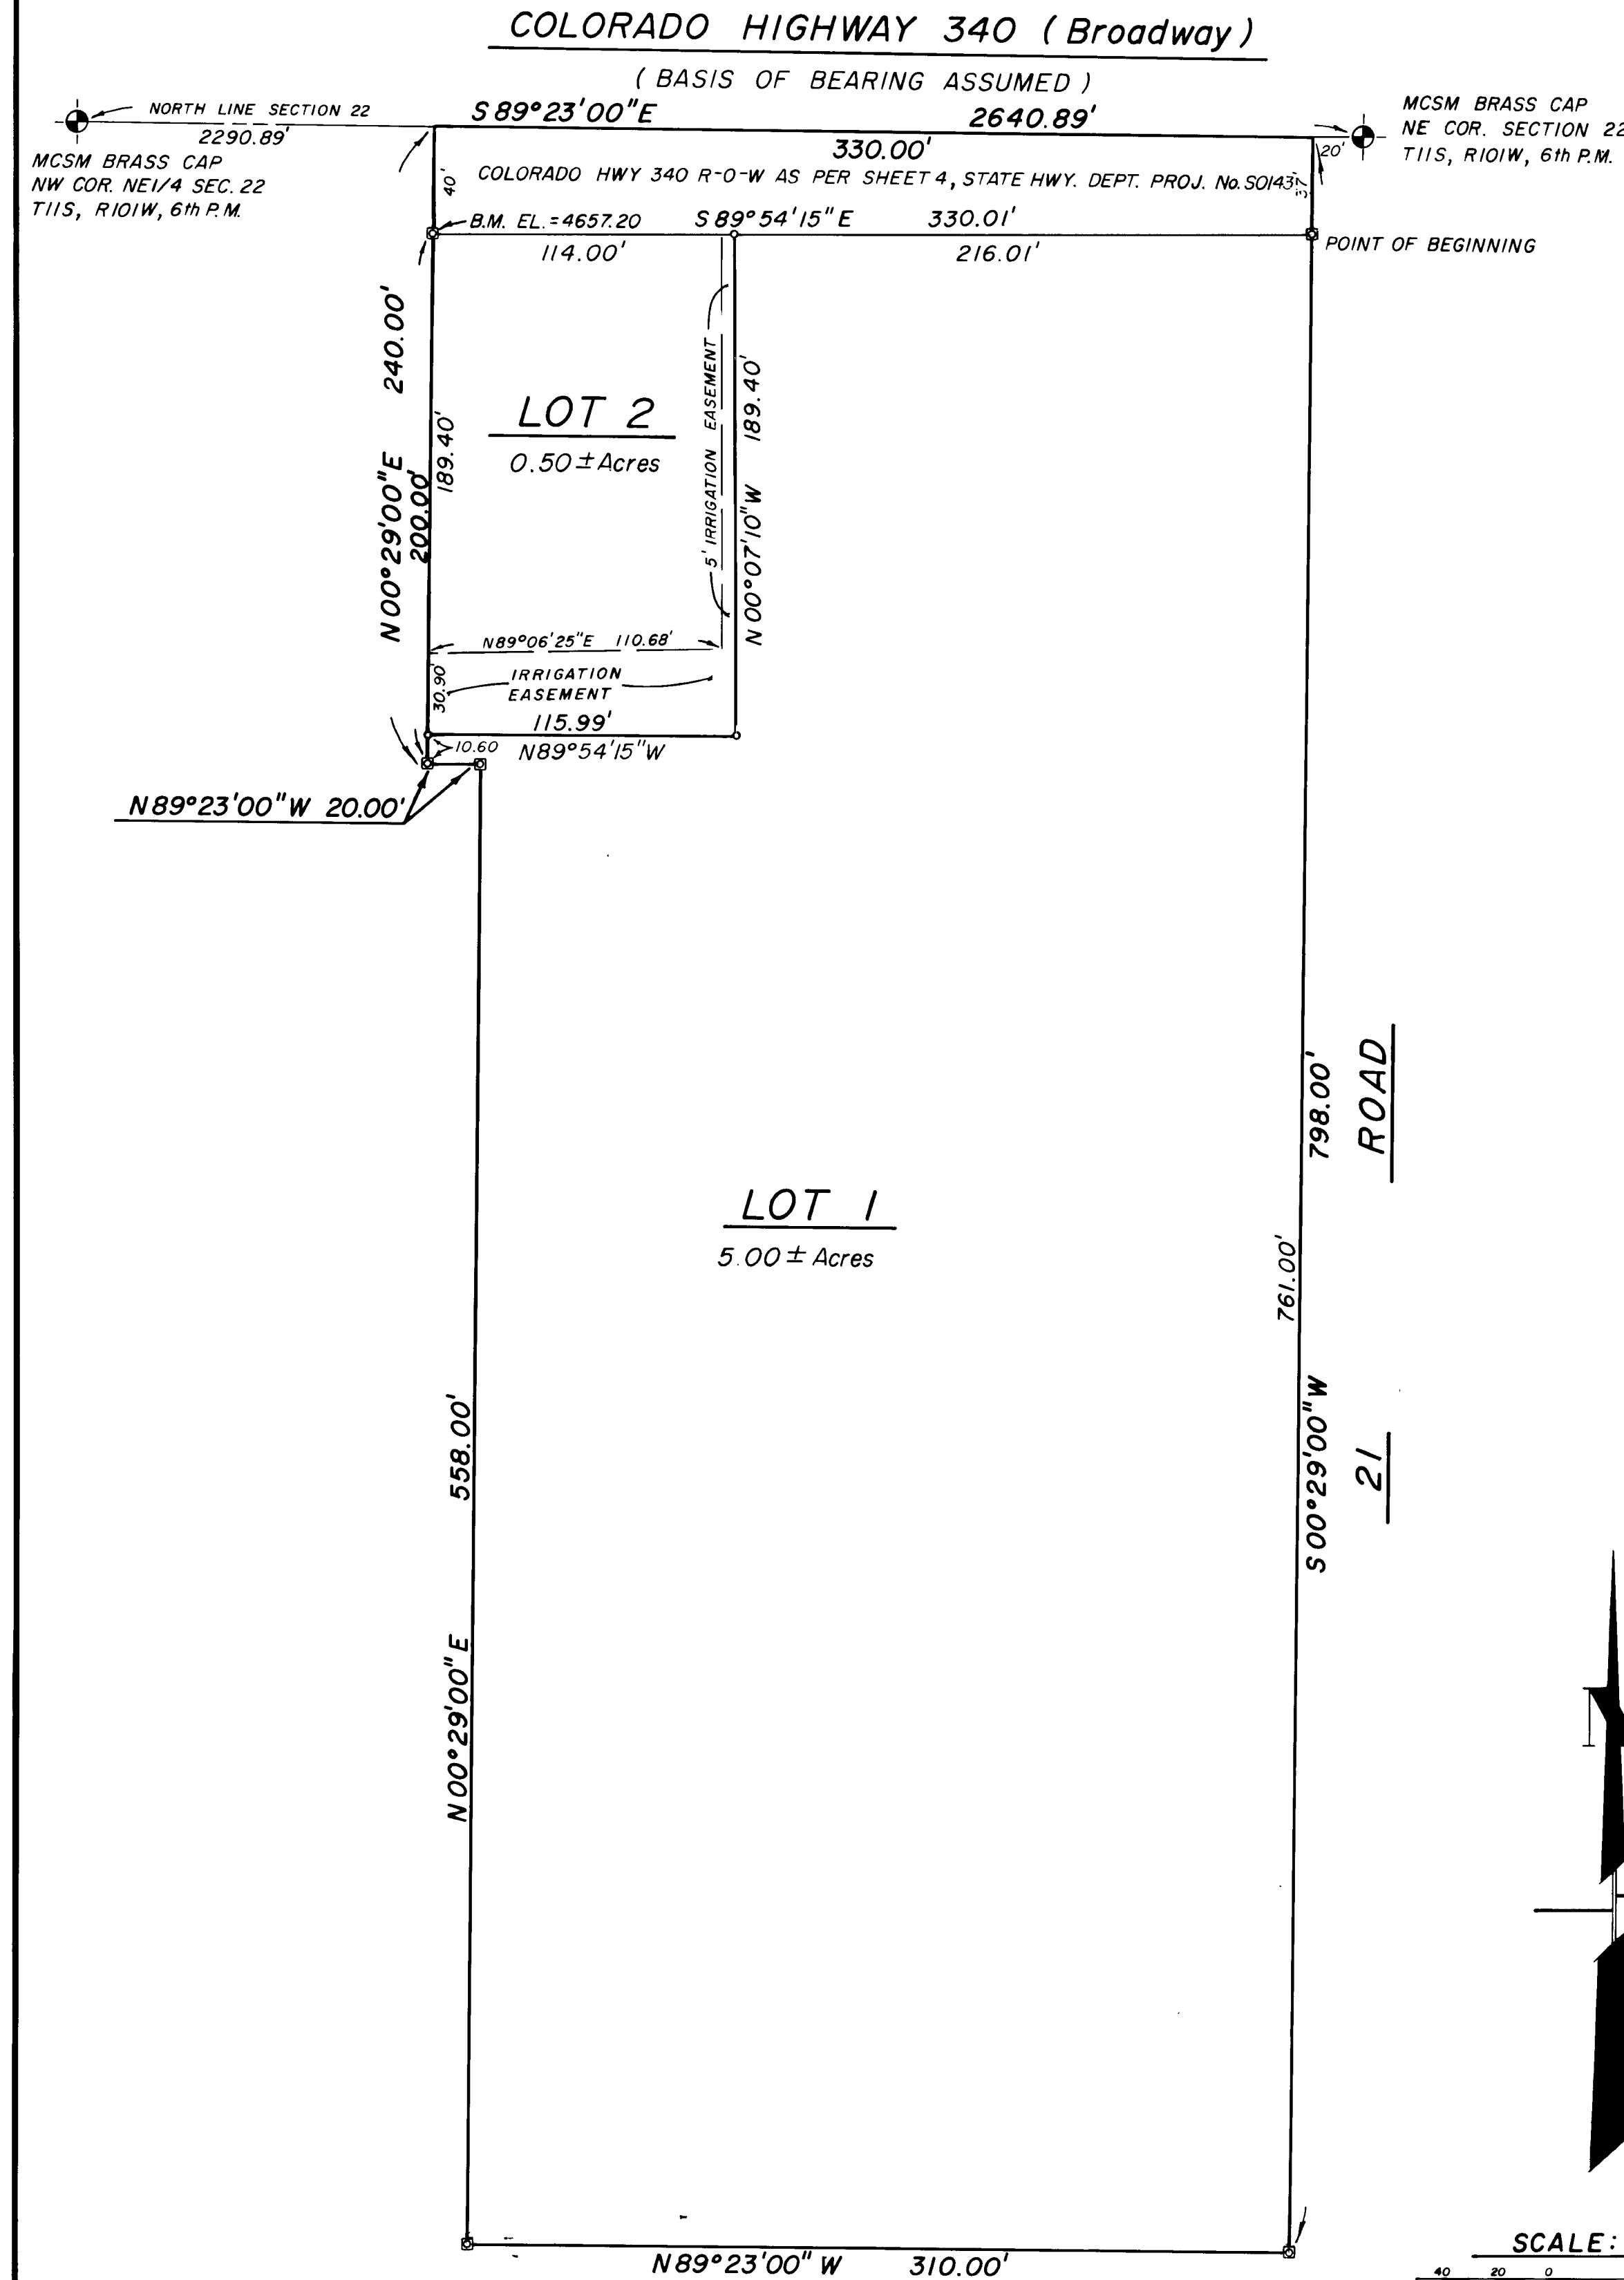 COLORADO HIGHWAY 340 (Broadway)
(BASIS OF BEARING ASSUMED)
NORTH LINE SECTION 22
2290.89'
S 89°23'00"E 2640.89'
MCSM BRASS CAP
NE COR. SECTION 22
T11S, R101W, 6th P.M.
MCSM BRASS CAP
NW COR. NE1/4 SEC. 22
T11S, R101W, 6th P.M.
330.00'
20'
40'
COLORADO HWY 340 R-O-W AS PER SHEET 4, STATE HWY. DEPT. PROJ. No. S0143
37'
B.M. EL. = 4657.20
S 89°54'15"E 330.01'
POINT OF BEGINNING
114.00'
216.01'
N00°29'00"E 240.00'
200.00'
189.40'
LOT 2
0.50 ± Acres
5' IRRIGATION EASEMENT
N 00°07'10"W 189.40'
N89°06'25"E 110.68'
30.90'
IRRIGATION
EASEMENT
115.99'
10.60
N89°54'15"W
N89°23'00"W 20.00'
LOT 1
5.00 ± Acres
N00°29'00"E 558.00'
761.00'
S00°29'00"W 798.00'
21 ROAD
N89°23'00"W 310.00'
SCALE:
40 20 0